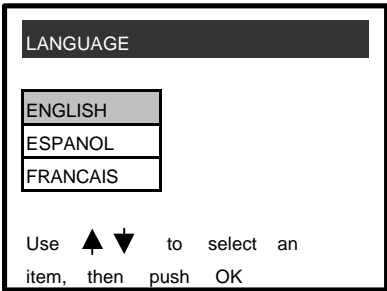 LANGUAGE
ENGLISH
ESPANOL
FRANCAIS
Use to select an
item, then push OK